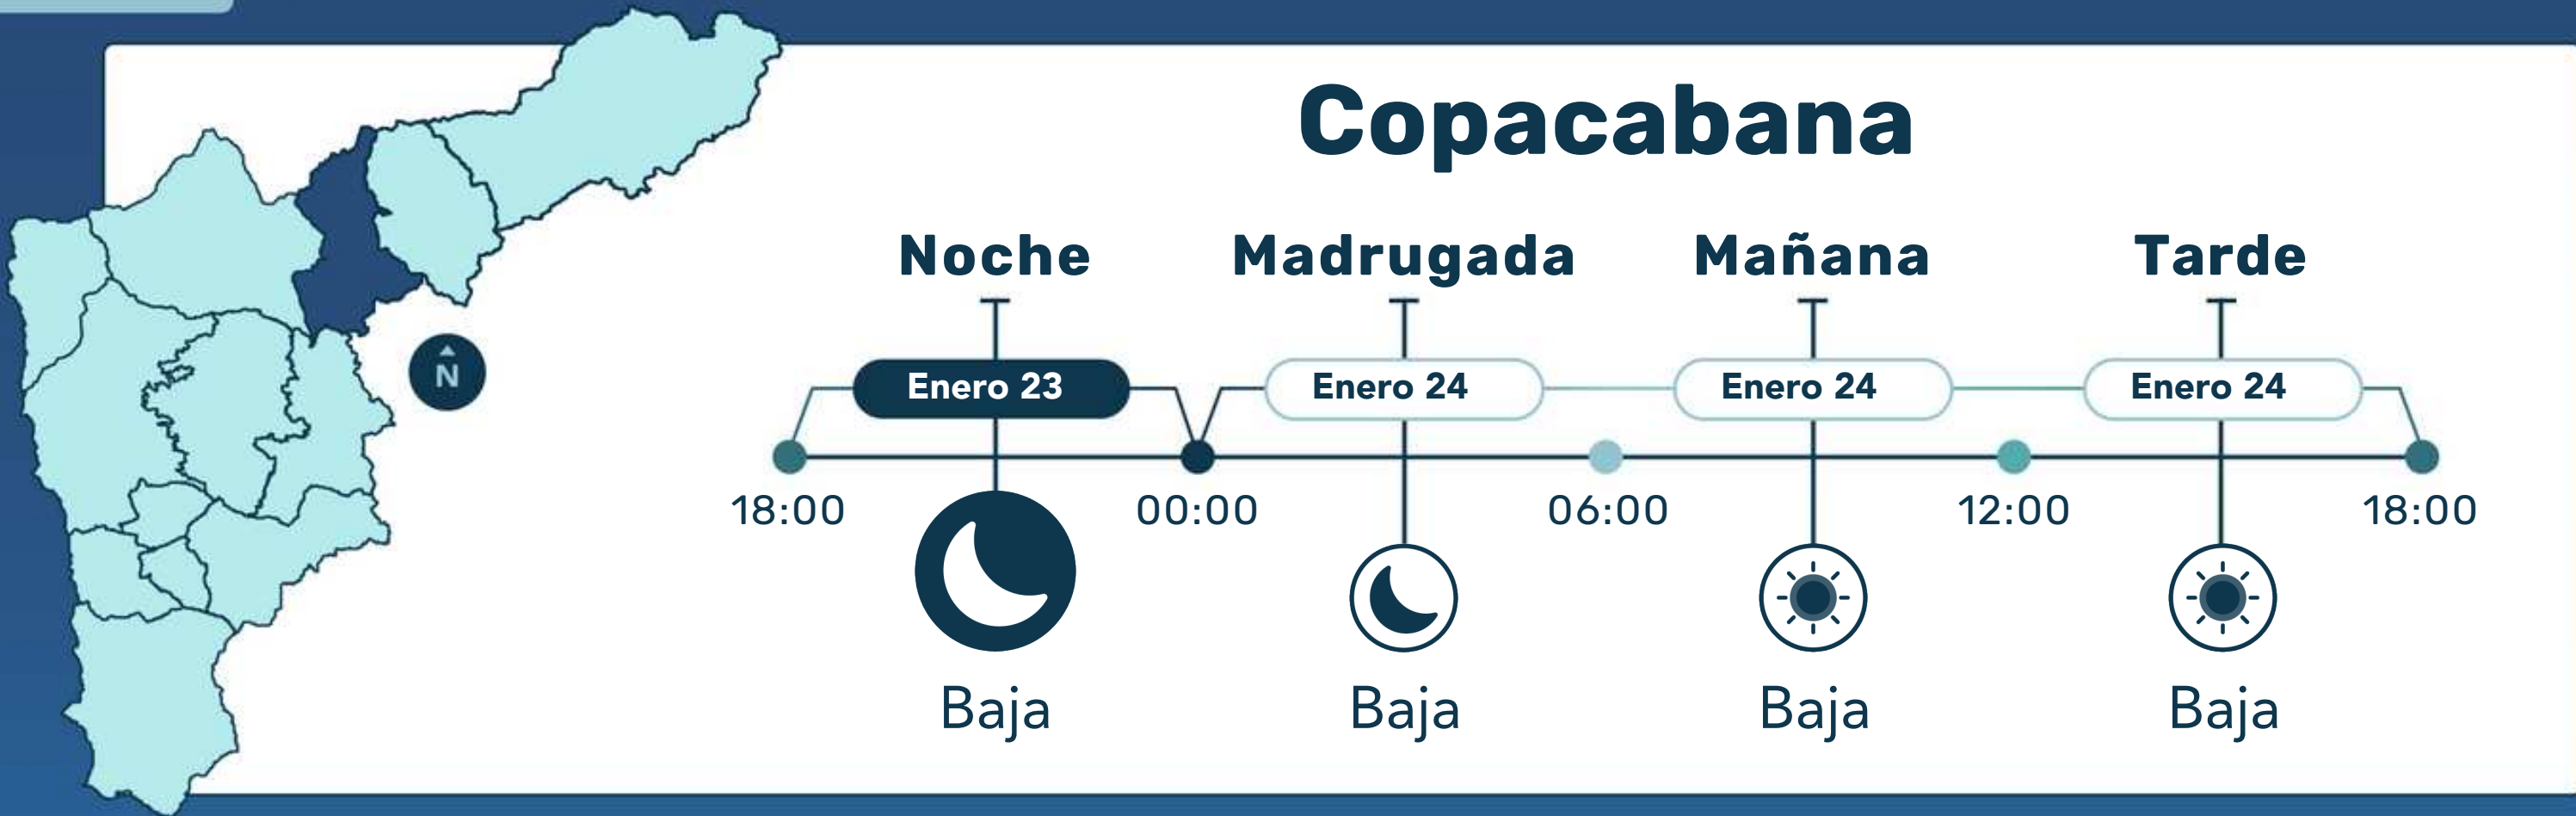 Copacabana
Noche Madrugada Mañana Tarde
Enero 23 Enero 24 Enero 24 Enero 24
N
18:00 00:00 06:00 12:00 18:00
Baja Baja Baja Baja